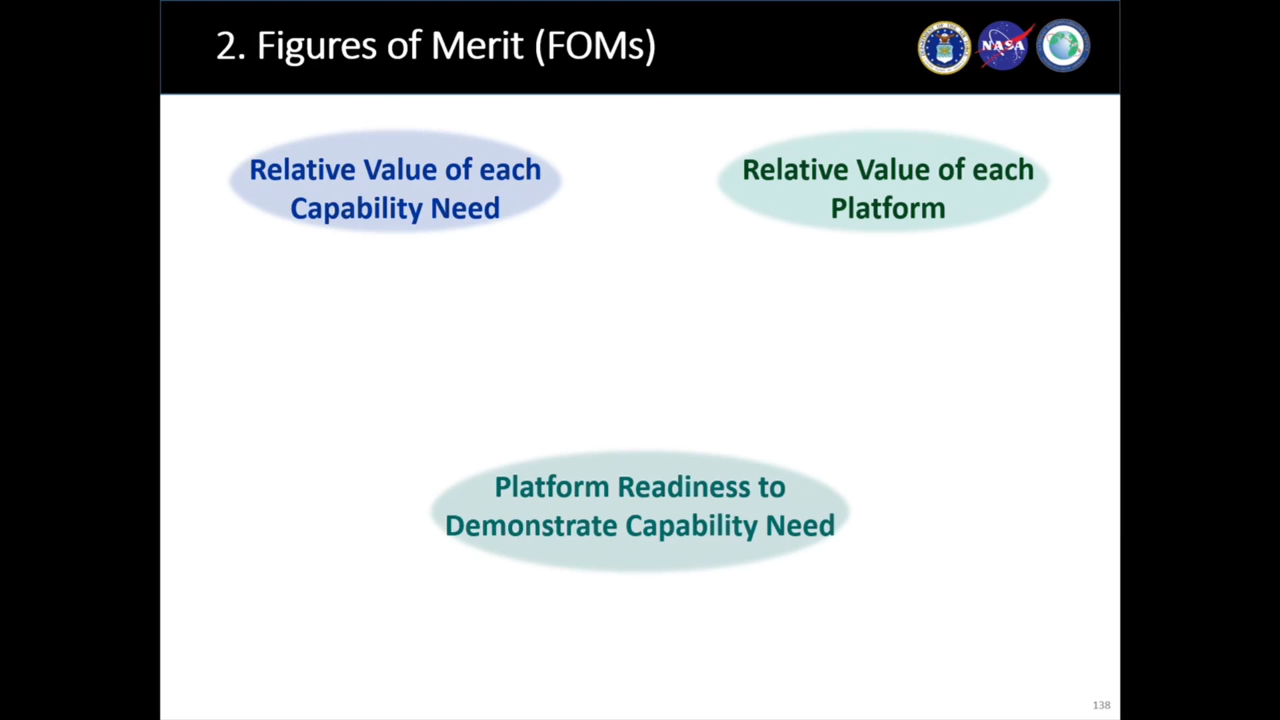 2. Figures of Merit (FOMs)
NASA
Relative Value of each
Capability Need
Relative Value of each
Platform
Platform Readiness to
Demonstrate Capability Need
138